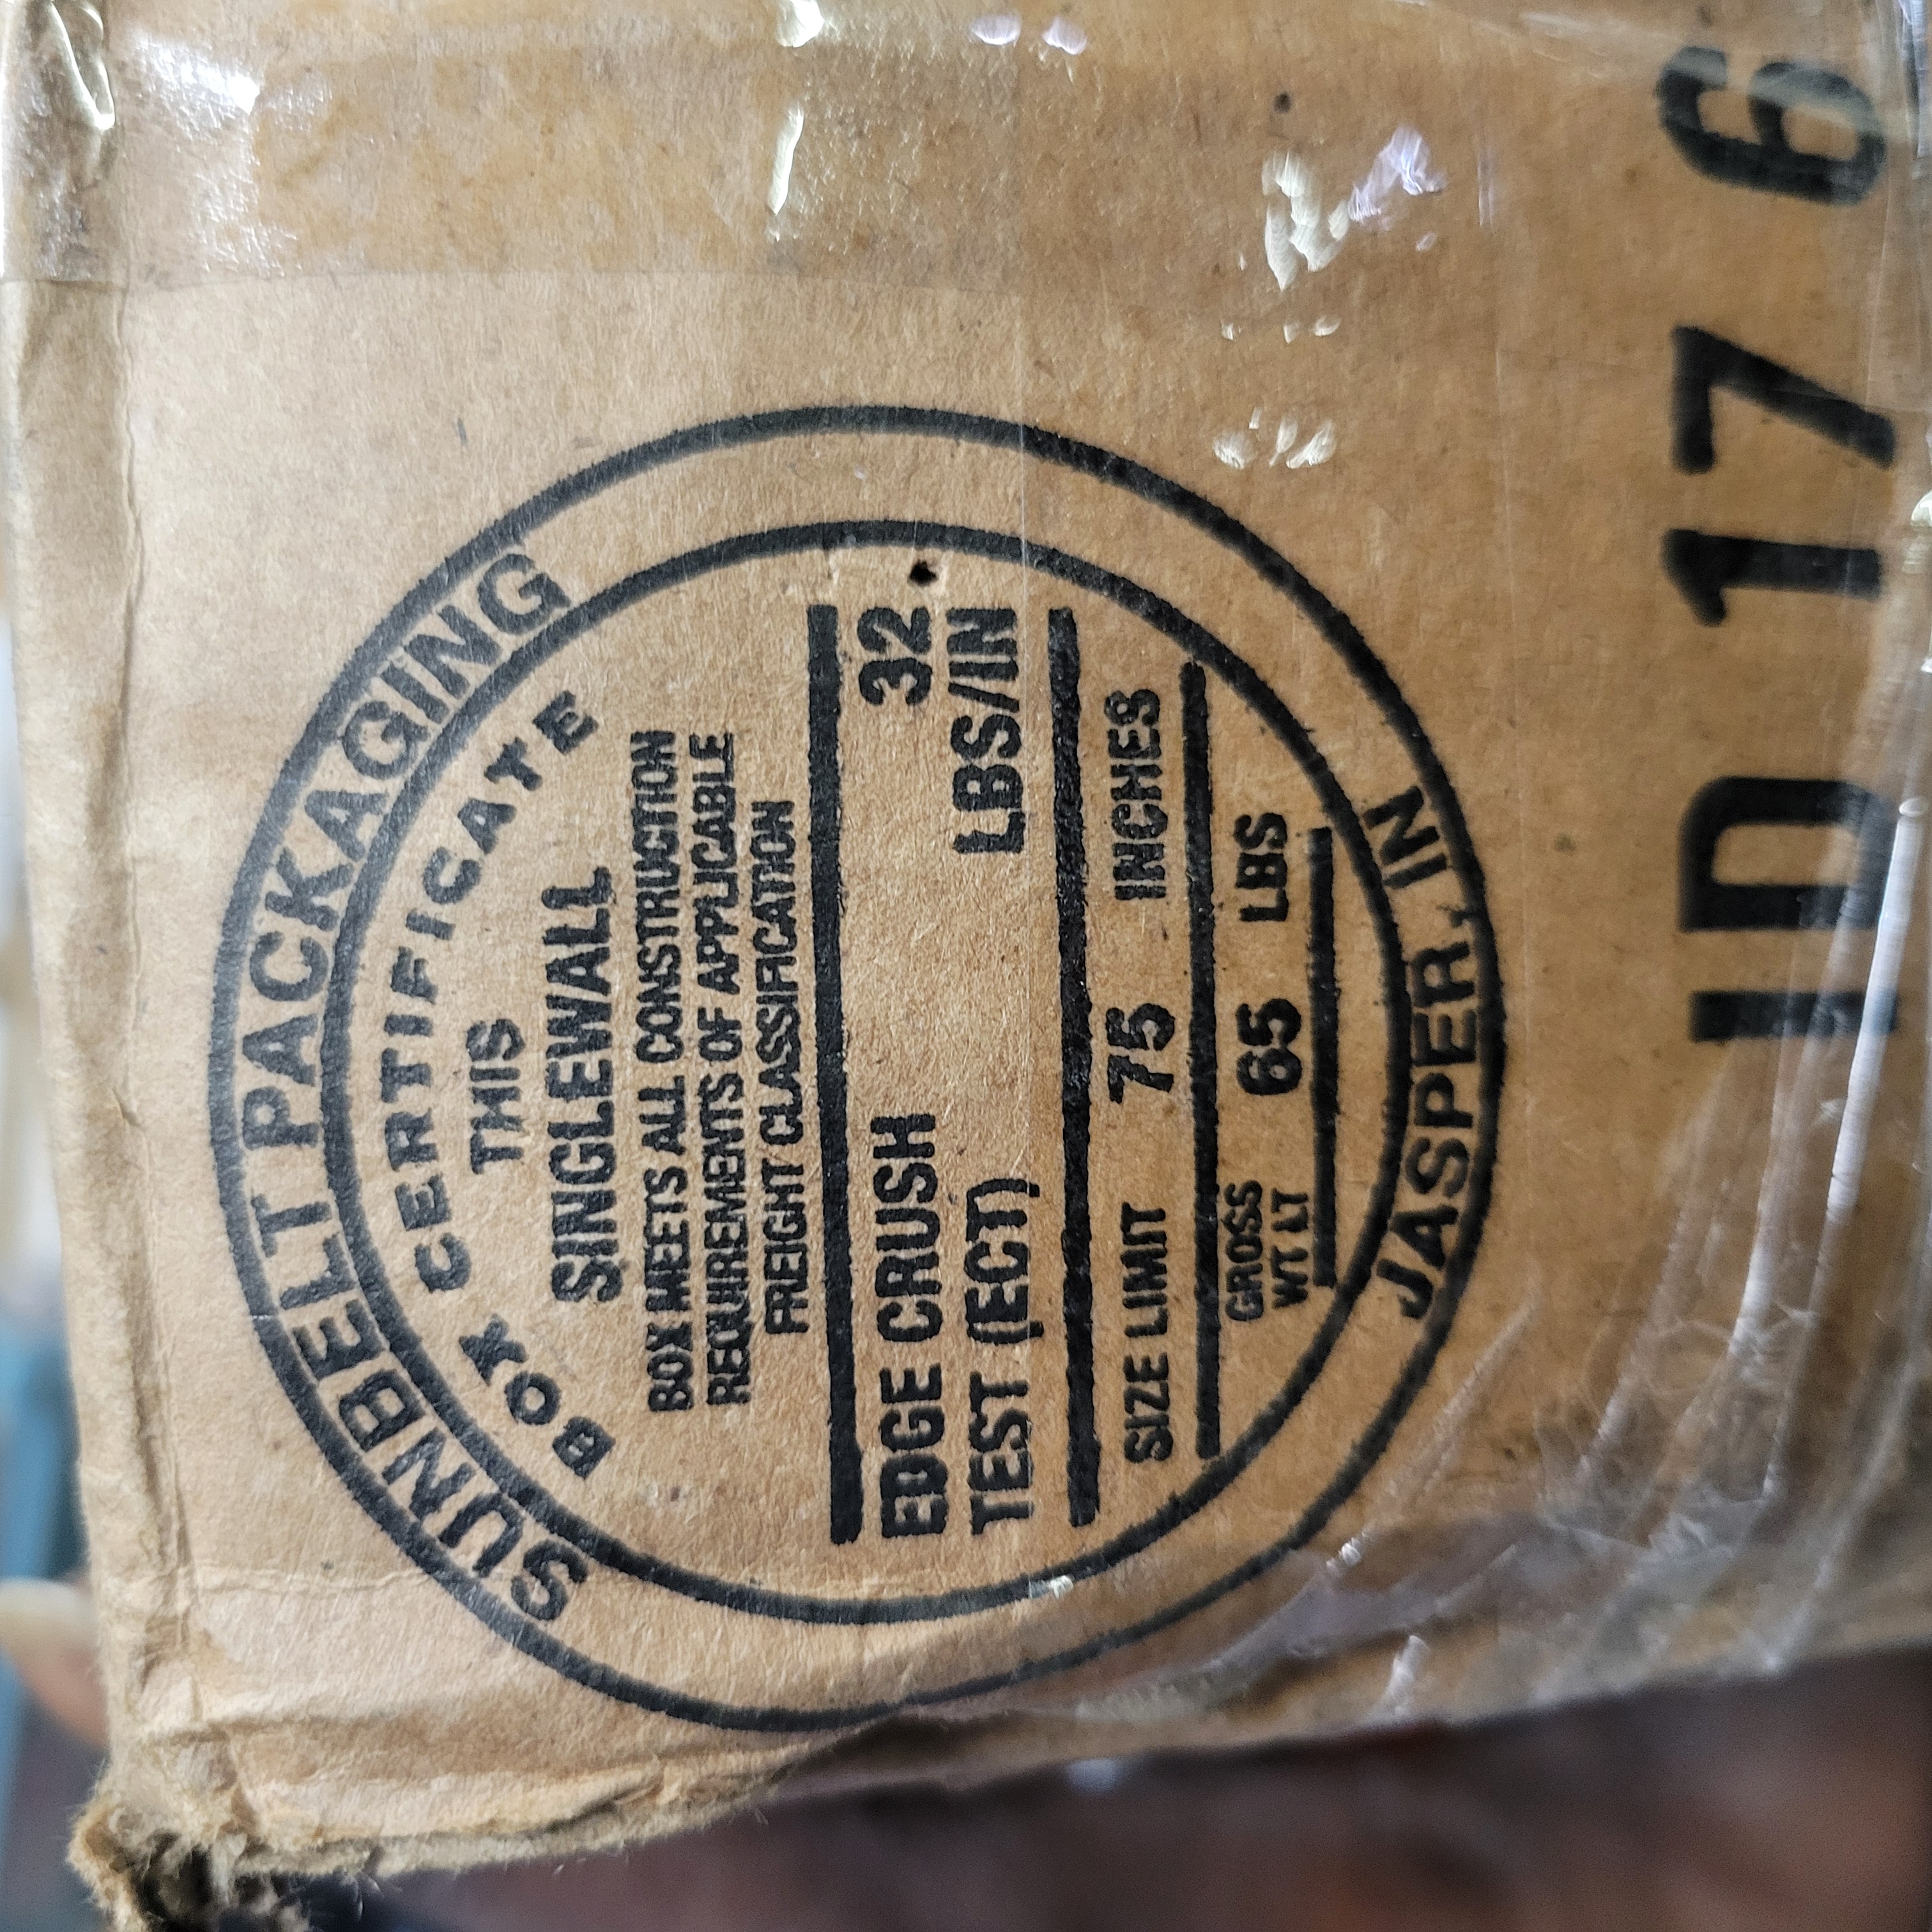 SUNBELT PACKAGING
BOX CERTIFICATE
THIS
SINGLEWALL
BOX MEETS ALL CONSTRUCTION
REQUIREMENTS OF APPLICABLE
FREIGHT CLASSIFICATION
EDGE CRUSH 32
TEST (ECT) LBS/IN
SIZE LIMIT 75 INCHES
GROSS
WT LT 65 LBS
JASPER, IN
ID 17 6